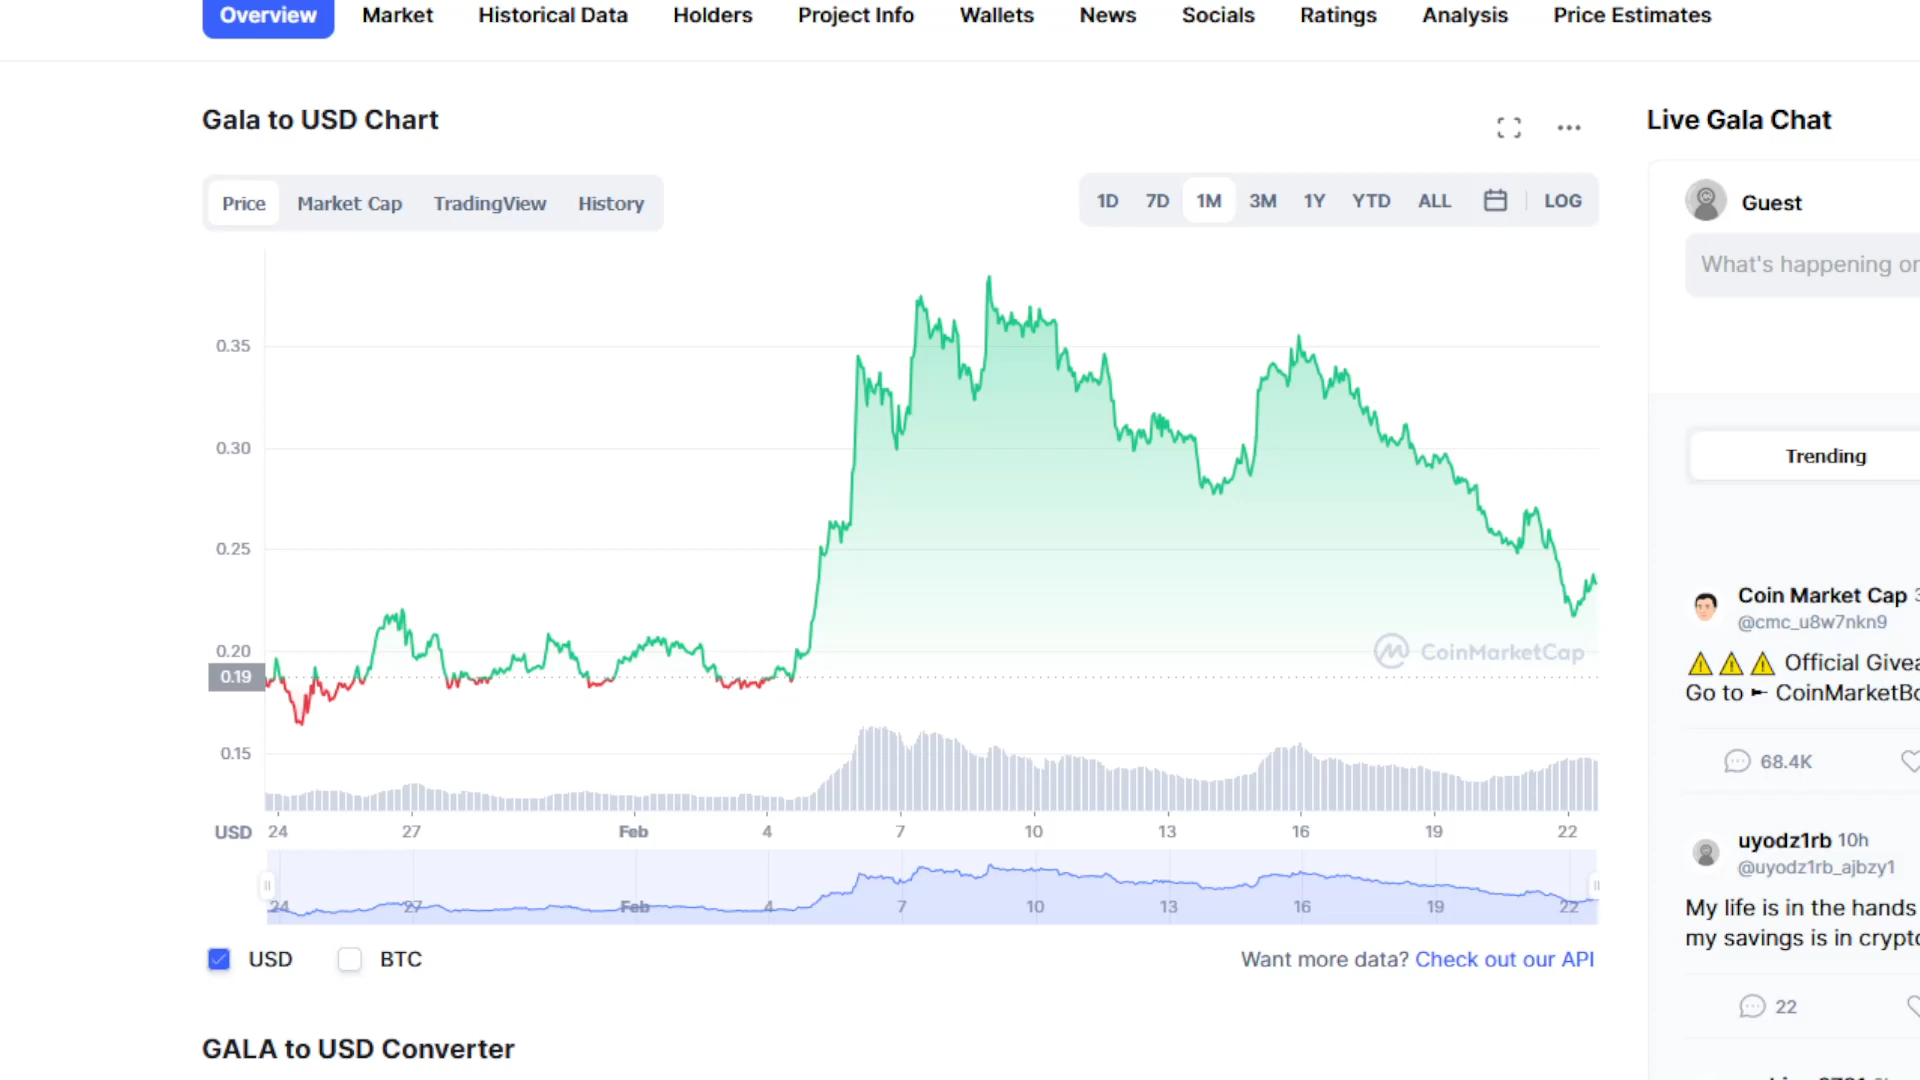 Overview Market Historical Data Holders Project Info Wallets News Socials Ratings Analysis Price Estimates
Gala to USD Chart
Price Market Cap TradingView History
1D 7D 1M 3M 1Y YTD ALL LOG
0.35
0.30
0.25
0.20
0.19
0.15
CoinMarketCap
USD 24 27 Feb 4 7 10 13 16 19 22
24 27 Feb 4 7 10 13 16 19 22
USD BTC
Want more data? Check out our API
GALA to USD Converter
Live Gala Chat
Guest
What's happening on
Trending
Coin Market Cap
@cmc_u8w7nkn9
Official Givea
Go to ➼ CoinMarketBo
68.4K
uyodz1rb 10h
@uyodz1rb_ajbzy1
My life is in the hands
my savings is in crypto
22